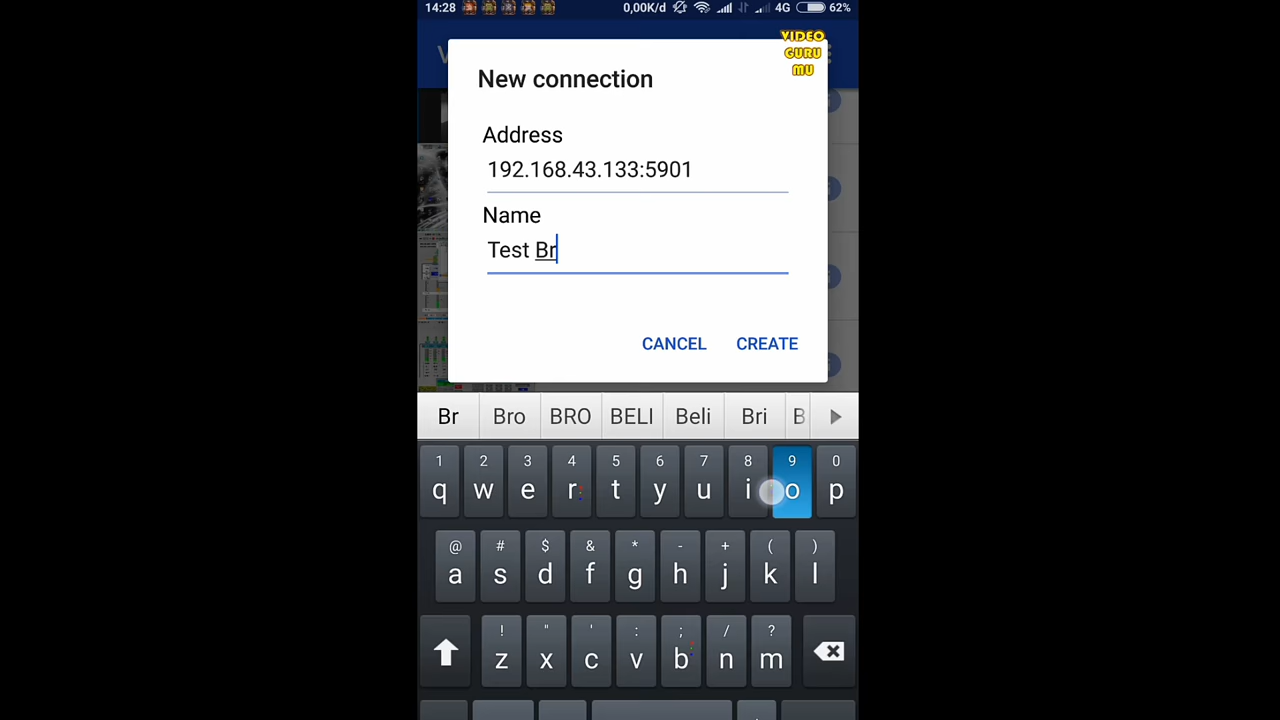 14:28 0,00K/d 4G 62%
VIDEO
GURU
MU
V
New connection
Address
192.168.43.133:5901
Name
Test Br
CANCEL CREATE
Br Bro BRO BELI Beli Bri B
1 2 3 4 5 6 7 8 9 0
q w e r t y u i o p
@ # $ & * - + ( )
a s d f g h j k l
! " ' : ; / ?
z x c v b n m